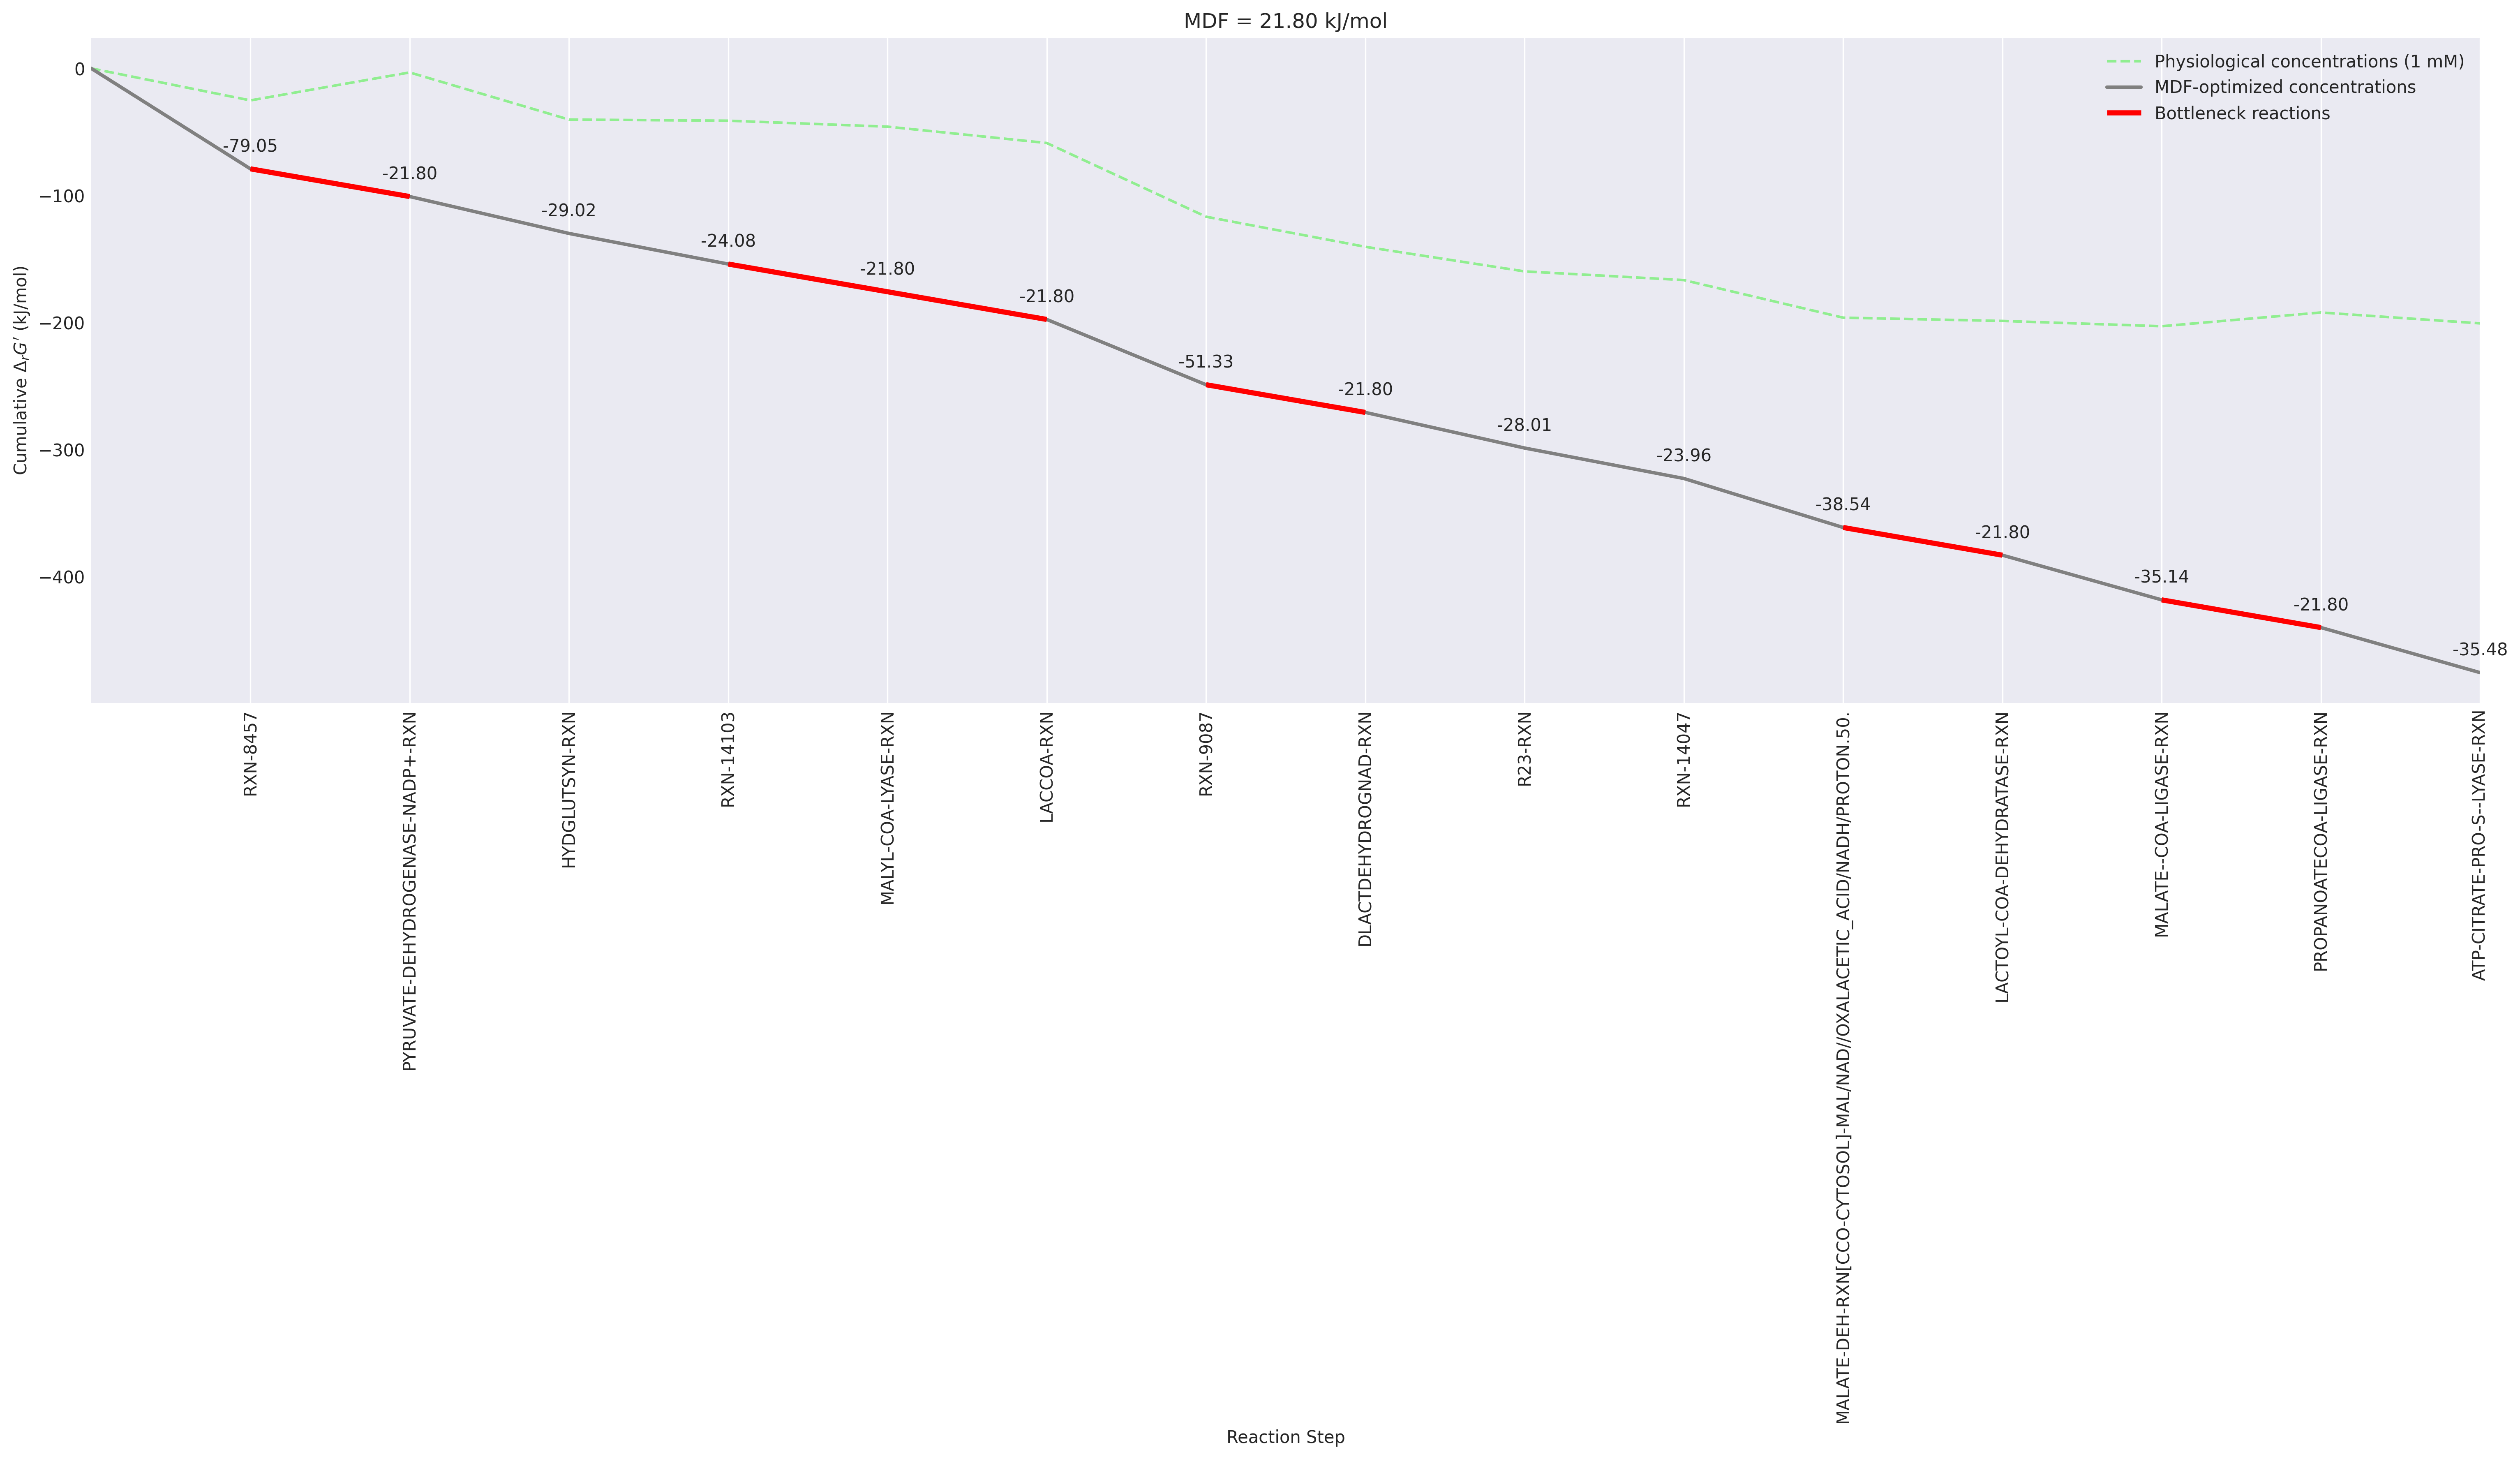 MDF = 21.80 kJ/mol
Physiological concentrations (1 mM)
MDF-optimized concentrations
Bottleneck reactions
Cumulative ΔrG′ (kJ/mol)
0
−100
−200
−300
−400
-79.05
-21.80
-29.02
-24.08
-21.80
-21.80
-51.33
-21.80
-28.01
-23.96
-38.54
-21.80
-35.14
-21.80
-35.48
RXN-8457
PYRUVATE-DEHYDROGENASE-NADP+-RXN
HYDGLUTSYN-RXN
RXN-14103
MALYL-COA-LYASE-RXN
LACCOA-RXN
RXN-9087
DLACTDEHYDROGNAD-RXN
R23-RXN
RXN-14047
MALATE-DEH-RXN[CCO-CYTOSOL]-MAL/NAD//OXALACETIC_ACID/NADH/PROTON.50.
LACTOYL-COA-DEHYDRATASE-RXN
MALATE--COA-LIGASE-RXN
PROPANOATECOA-LIGASE-RXN
ATP-CITRATE-PRO-S--LYASE-RXN
Reaction Step